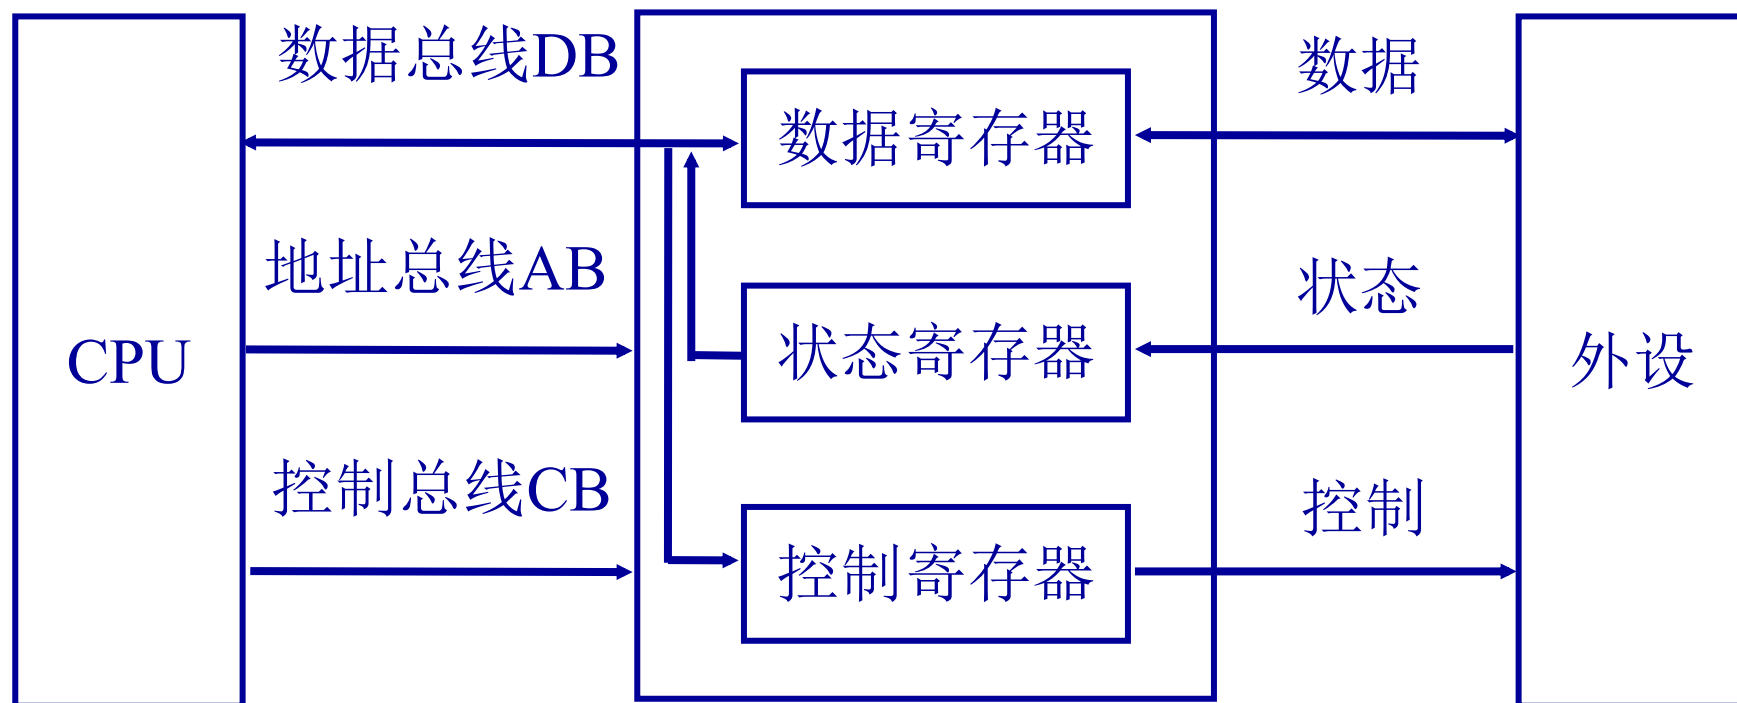 数据总线DB
数据
数据寄存器
地址总线AB
状态
CPU
状态寄存器
外设
控制总线CB
控制
控制寄存器